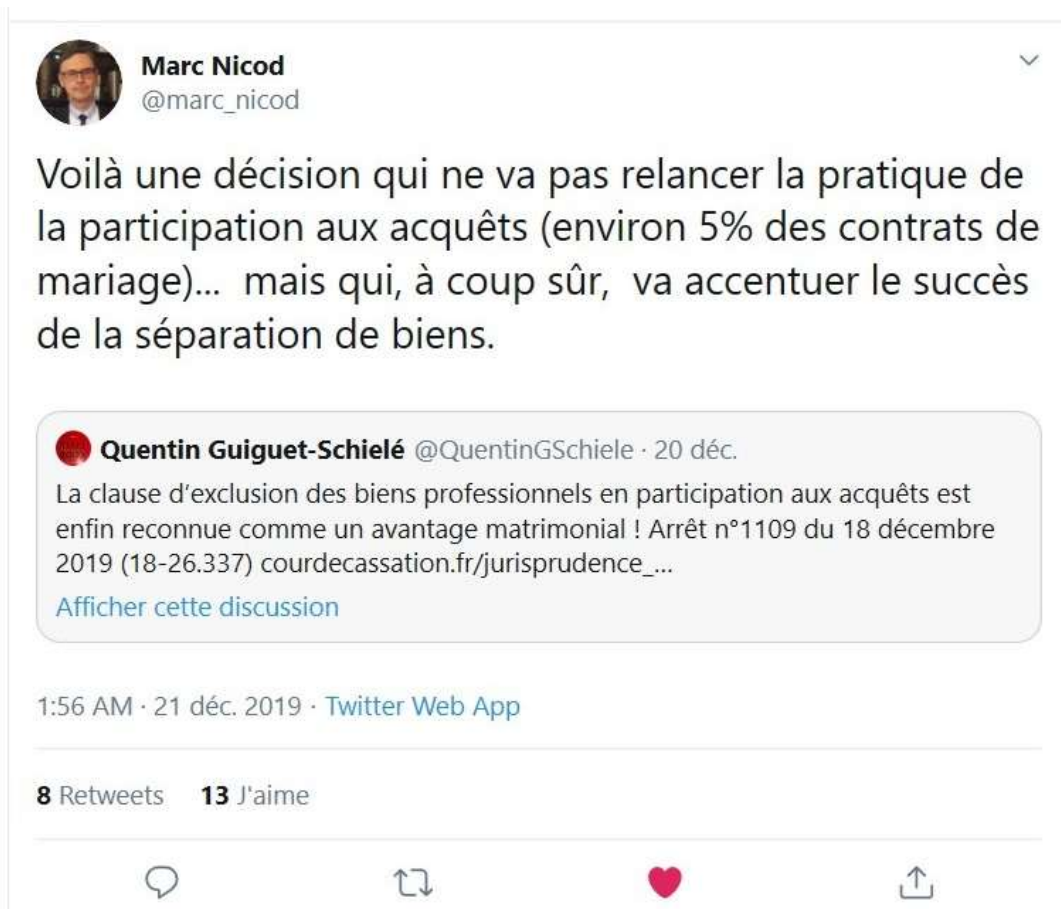 Marc Nicod
@marc_nicod
Voilà une décision qui ne va pas relancer la pratique de
la participation aux acquêts (environ 5% des contrats de
mariage)... mais qui, à coup sûr, va accentuer le succès
de la séparation de biens.
Quentin Guiguet-Schielé @QuentinGSchiele · 20 déc.
La clause d'exclusion des biens professionnels en participation aux acquêts est
enfin reconnue comme un avantage matrimonial ! Arrêt n°1109 du 18 décembre
2019 (18-26.337) courdecassation.fr/jurisprudence_...
Afficher cette discussion
1:56 AM · 21 déc. 2019 · Twitter Web App
8 Retweets 13 J'aime